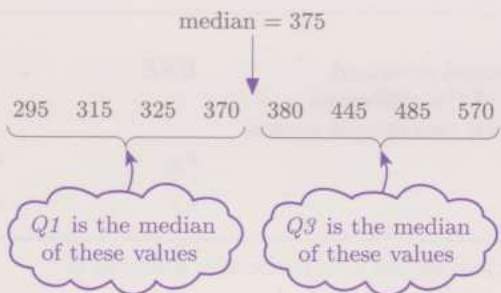 median = 375
295 315 325 370 380 445 485 570
Q1 is the median
of these values
Q3 is the median
of these values